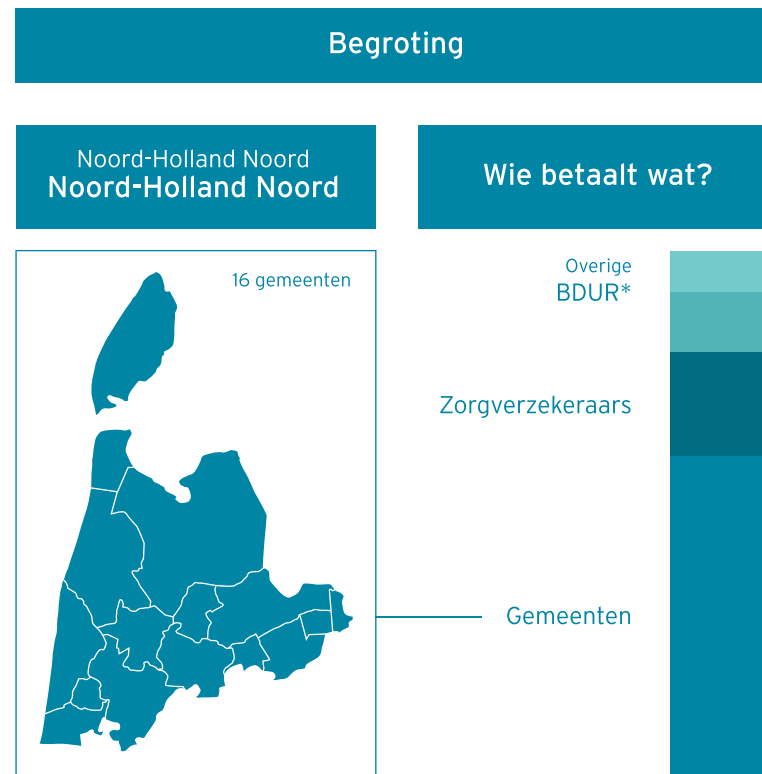 Begroting
Noord-Holland Noord
Noord-Holland Noord
Wie betaalt wat?
16 gemeenten
Overige
BDUR*
Zorgverzekeraars
Gemeenten